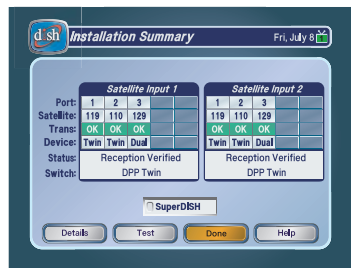 dish Installation Summary Fri, July 8
Satellite Input 1 Satellite Input 2
Port: 1 2 3 1 2 3
Satellite: 119 110 129 119 110 129
Trans: OK OK OK OK OK OK
Device: Twin Twin Dual Twin Twin Dual
Status: Reception Verified Reception Verified
Switch: DPP Twin DPP Twin
SuperDISH
Details Test Done Help